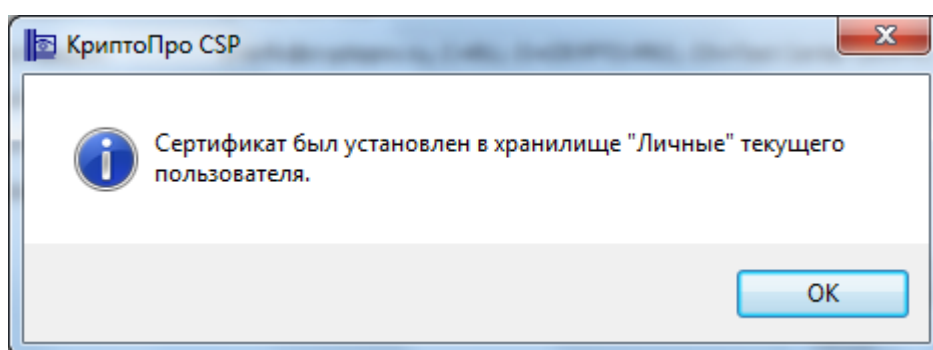 КриптоПро CSP
Сертификат был установлен в хранилище "Личные" текущего
пользователя.
OK